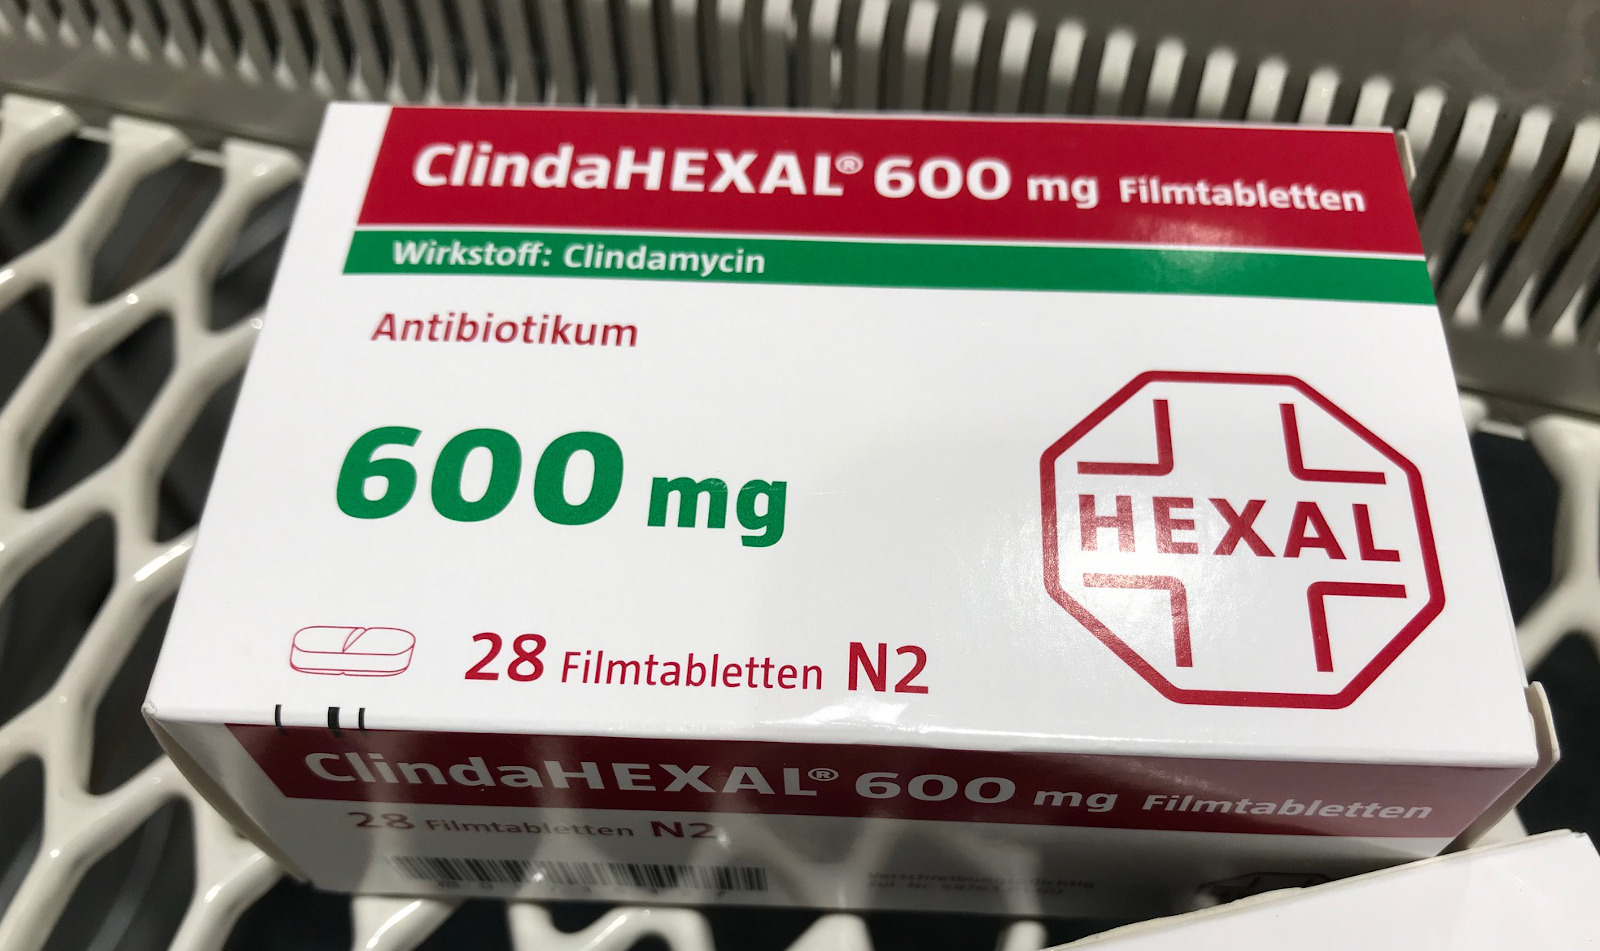 ClindaHEXAL® 600 mg Filmtabletten
Wirkstoff: Clindamycin
Antibiotikum
600 mg
HEXAL
28 Filmtabletten N2
ClindaHEXAL® 600 mg Filmtabletten
28 Filmtabletten N2
Verschreibungspflichtig